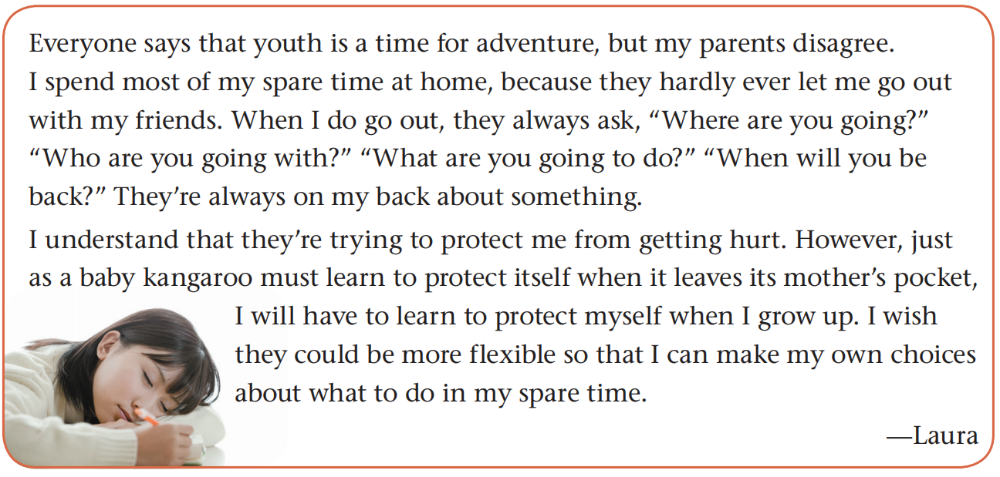 Everyone says that youth is a time for adventure, but my parents disagree.
I spend most of my spare time at home, because they hardly ever let me go out
with my friends. When I do go out, they always ask, “Where are you going?”
“Who are you going with?” “What are you going to do?” “When will you be
back?” They’re always on my back about something.
I understand that they’re trying to protect me from getting hurt. However, just
as a baby kangaroo must learn to protect itself when it leaves its mother’s pocket,
I will have to learn to protect myself when I grow up. I wish
they could be more flexible so that I can make my own choices
about what to do in my spare time.
—Laura